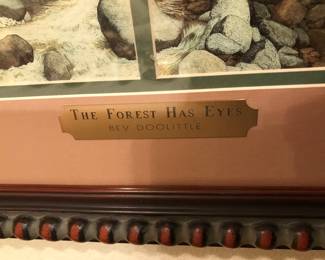 The Forest Has Eyes
BEV DOOLITTLE